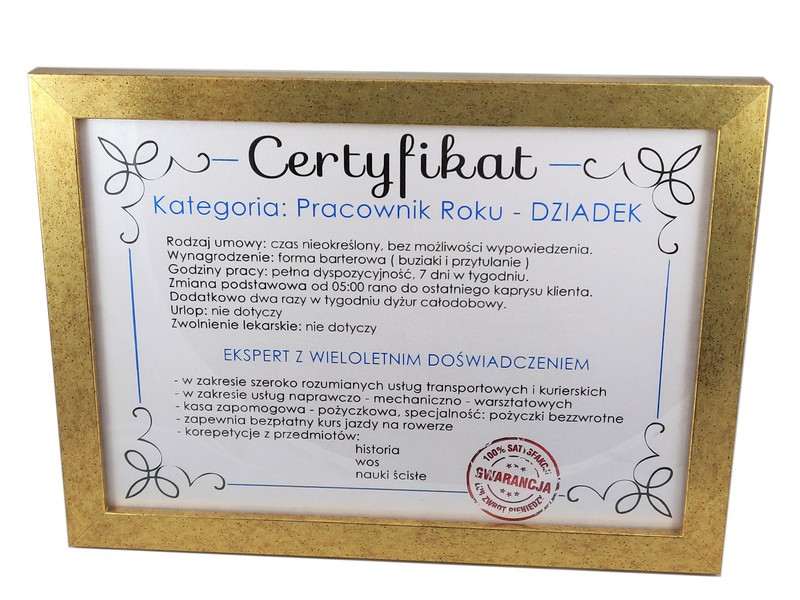 Certyfikat
Kategoria: Pracownik Roku - DZIADEK
Rodzaj umowy: czas nieokreślony, bez możliwości wypowiedzenia.
Wynagrodzenie: forma barterowa ( buziaki i przytulanie )
Godziny pracy: pełna dyspozycyjność, 7 dni w tygodniu.
Zmiana podstawowa od 05:00 rano do ostatniego kaprysu klienta.
Dodatkowo dwa razy w tygodniu dyżur całodobowy.
Urlop: nie dotyczy
Zwolnienie lekarskie: nie dotyczy
EKSPERT Z WIELOLETNIM DOŚWIADCZENIEM
- w zakresie szeroko rozumianych usług transportowych i kurierskich
- w zakresie usług naprawczo - mechaniczno - warsztatowych
- kasa zapomogowa - pożyczkowa, specjalność: pożyczki bezzwrotne
- zapewnia bezpłatny kurs jazdy na rowerze
- korepetycje z przedmiotów:
historia
wos
nauki ścisłe
100% SATYSFAKCJI
GWARANCJA
ZWROT PIENIĘDZY